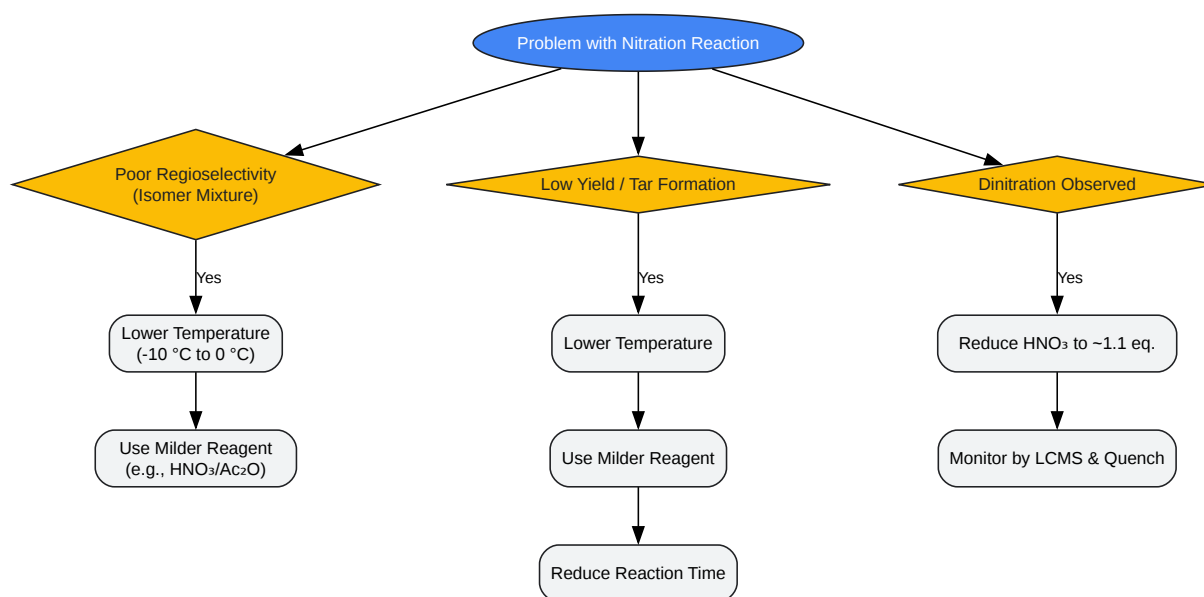 Problem with Nitration Reaction
Poor Regioselectivity
(Isomer Mixture)
Low Yield / Tar Formation
Dinitration Observed
Yes
Yes
Yes
Lower Temperature
(-10 °C to 0 °C)
Lower Temperature
Reduce HNO₃ to ~1.1 eq.
Use Milder Reagent
(e.g., HNO₃/Ac₂O)
Use Milder Reagent
Monitor by LCMS & Quench
Reduce Reaction Time